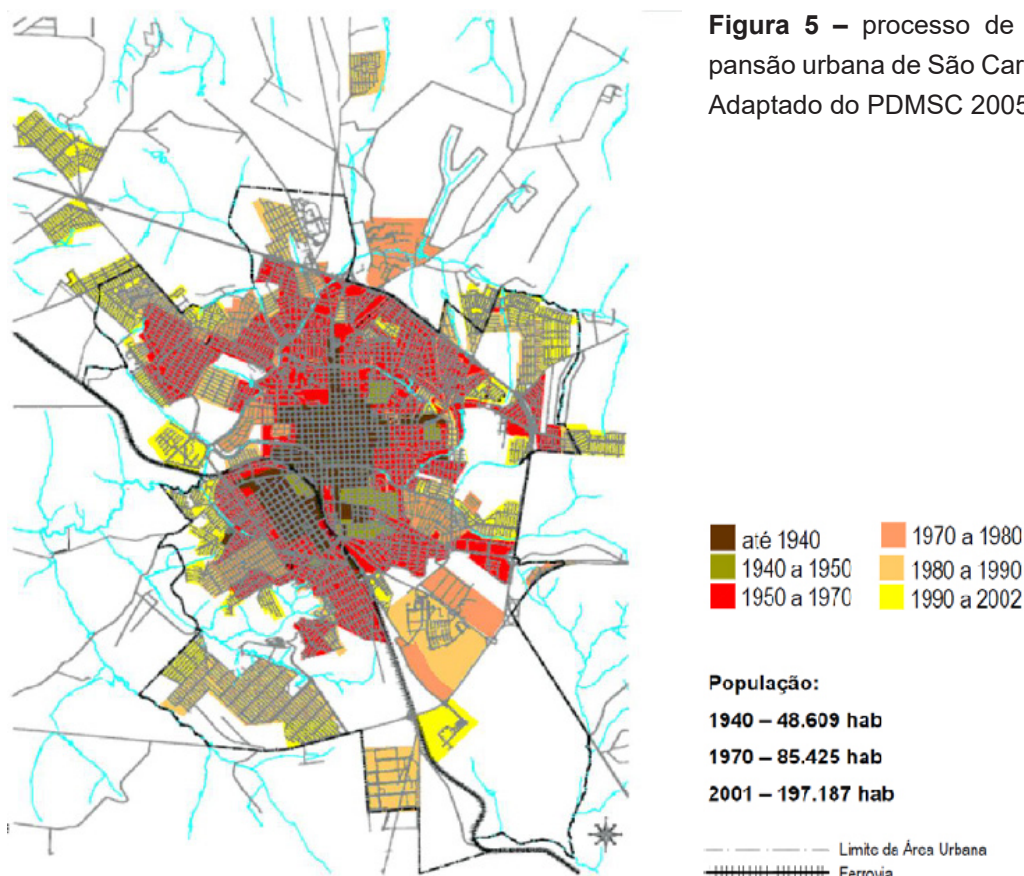 Figura 5 – processo de
pansão urbana de São Car
Adaptado do PDMSC 2005
até 1940
1940 a 1950
1950 a 1970
1970 a 1980
1980 a 1990
1990 a 2002
População:
1940 – 48.609 hab
1970 – 85.425 hab
2001 – 197.187 hab
Limite da Área Urbana
Ferrovia